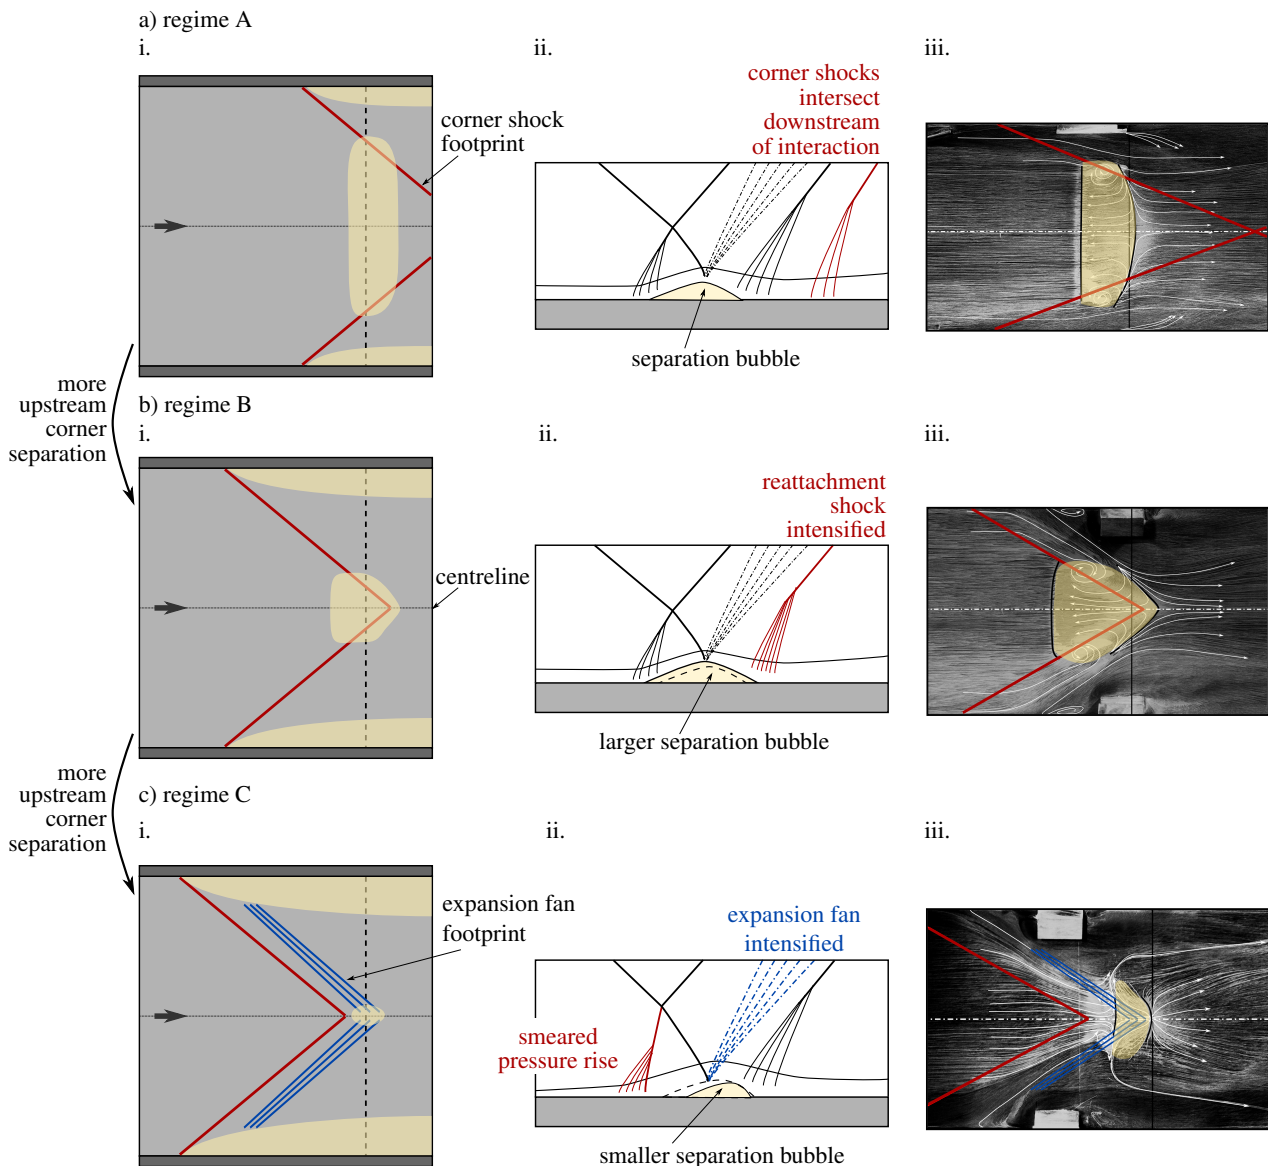 a) regime A
i.
ii.
iii.
corner shock
footprint
corner shocks
intersect
downstream
of interaction
separation bubble
more
upstream
corner
separation
b) regime B
i.
ii.
iii.
centreline
reattachment
shock
intensified
larger separation bubble
more
upstream
corner
separation
c) regime C
i.
ii.
iii.
expansion fan
footprint
smeared
pressure rise
expansion fan
intensified
smaller separation bubble